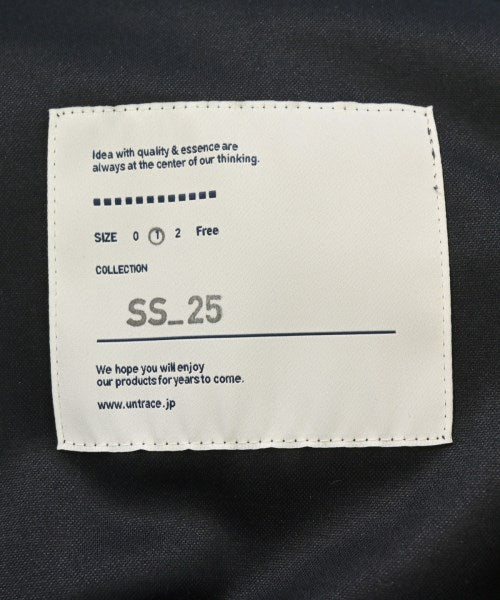 Idea with quality & essence are
always at the center of our thinking.
SIZE 0 1 2 Free
COLLECTION
SS_25
We hope you will enjoy
our products for years to come.
www.untrace.jp